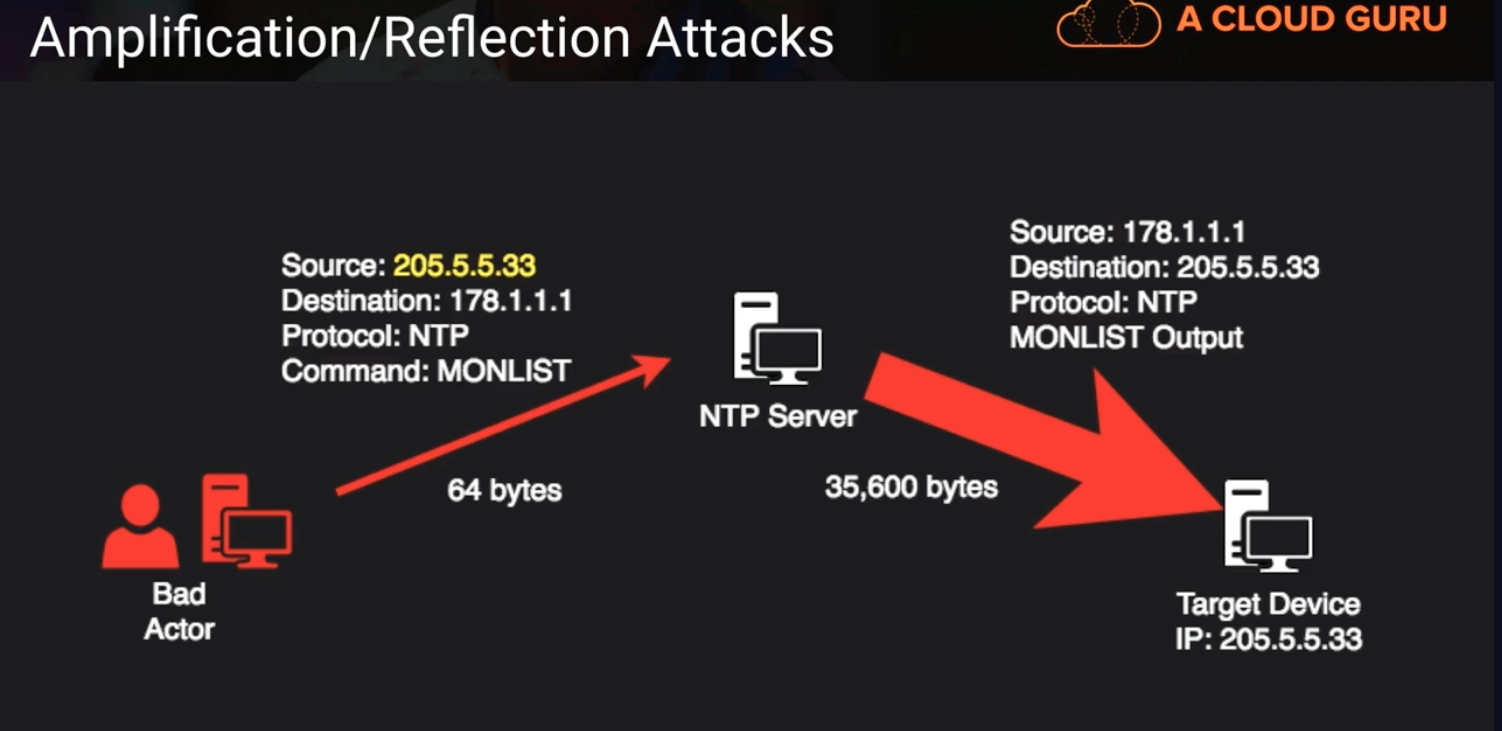 Amplification/Reflection Attacks
A CLOUD GURU
Source: 205.5.5.33
Destination: 178.1.1.1
Protocol: NTP
Command: MONLIST
64 bytes
Bad
Actor
NTP Server
35,600 bytes
Source: 178.1.1.1
Destination: 205.5.5.33
Protocol: NTP
MONLIST Output
Target Device
IP: 205.5.5.33